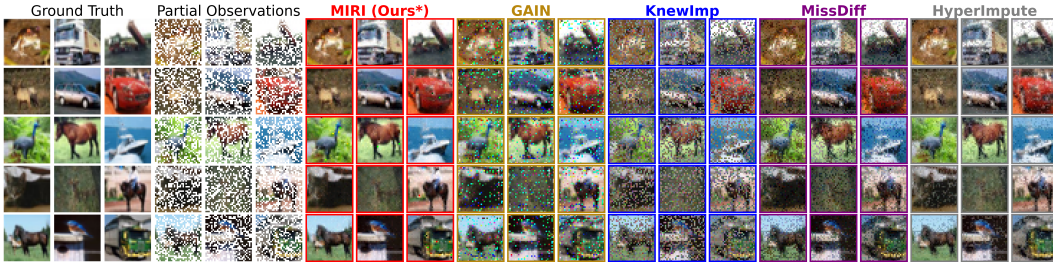 Ground Truth Partial Observations MIRI (Ours*) GAIN KnewImp MissDiff HyperImpute